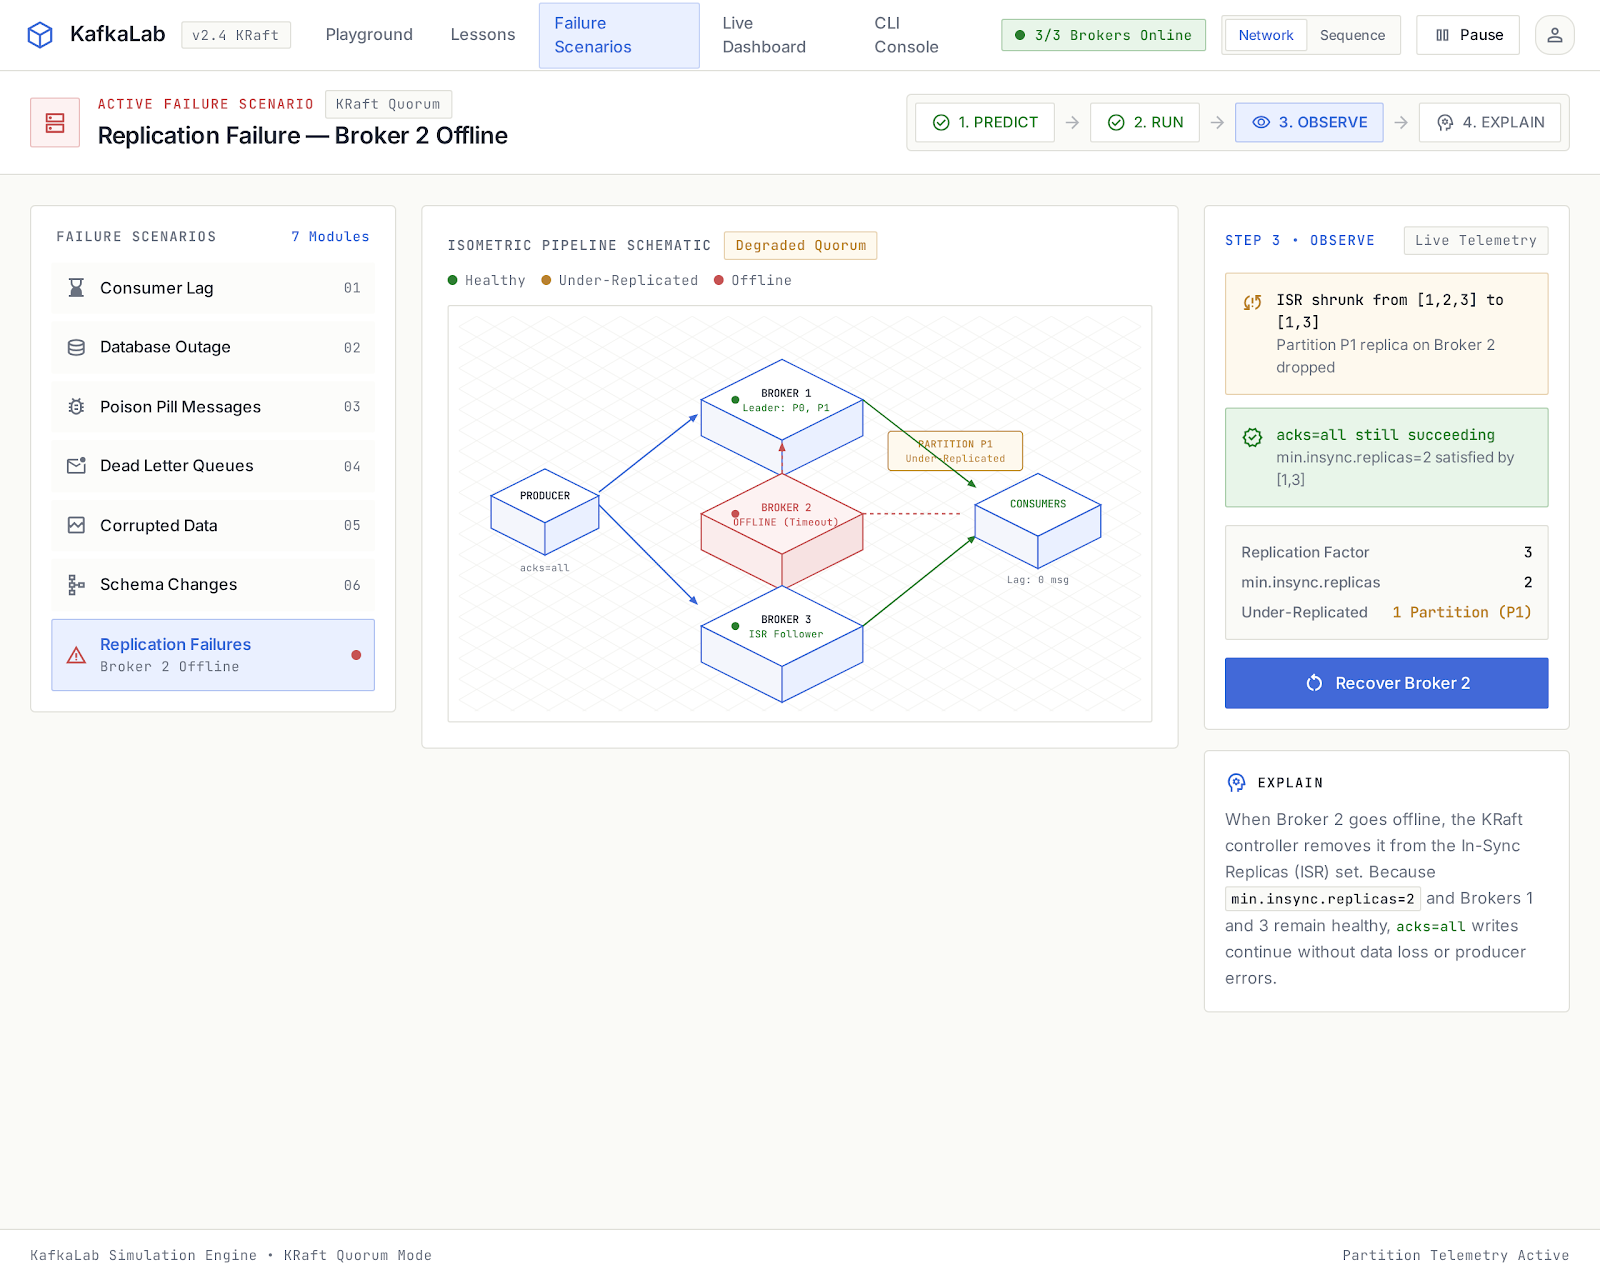 KafkaLab
v2.4 KRaft
Playground
Lessons
Failure
Scenarios
Live
Dashboard
CLI
Console
3/3 Brokers Online
Network
Sequence
Pause
ACTIVE FAILURE SCENARIO
KRaft Quorum
Replication Failure — Broker 2 Offline
1. PREDICT
2. RUN
3. OBSERVE
4. EXPLAIN
FAILURE SCENARIOS
7 Modules
Consumer Lag
01
Database Outage
02
Poison Pill Messages
03
Dead Letter Queues
04
Corrupted Data
05
Schema Changes
06
Replication Failures
Broker 2 Offline
ISOMETRIC PIPELINE SCHEMATIC
Degraded Quorum
Healthy
Under-Replicated
Offline
BROKER 1
Leader: P0, P1
PARTITION P1
Under-Replicated
PRODUCER
acks=all
BROKER 2
OFFLINE (Timeout)
CONSUMERS
Lag: 0 msg
BROKER 3
ISR Follower
STEP 3 • OBSERVE
Live Telemetry
ISR shrunk from [1,2,3] to
[1,3]
Partition P1 replica on Broker 2
dropped
acks=all still succeeding
min.insync.replicas=2 satisfied by
[1,3]
Replication Factor
3
min.insync.replicas
2
Under-Replicated
1 Partition (P1)
Recover Broker 2
EXPLAIN
When Broker 2 goes offline, the KRaft
controller removes it from the In-Sync
Replicas (ISR) set. Because
min.insync.replicas=2 and Brokers 1
and 3 remain healthy, acks=all writes
continue without data loss or producer
errors.
KafkaLab Simulation Engine • KRaft Quorum Mode
Partition Telemetry Active